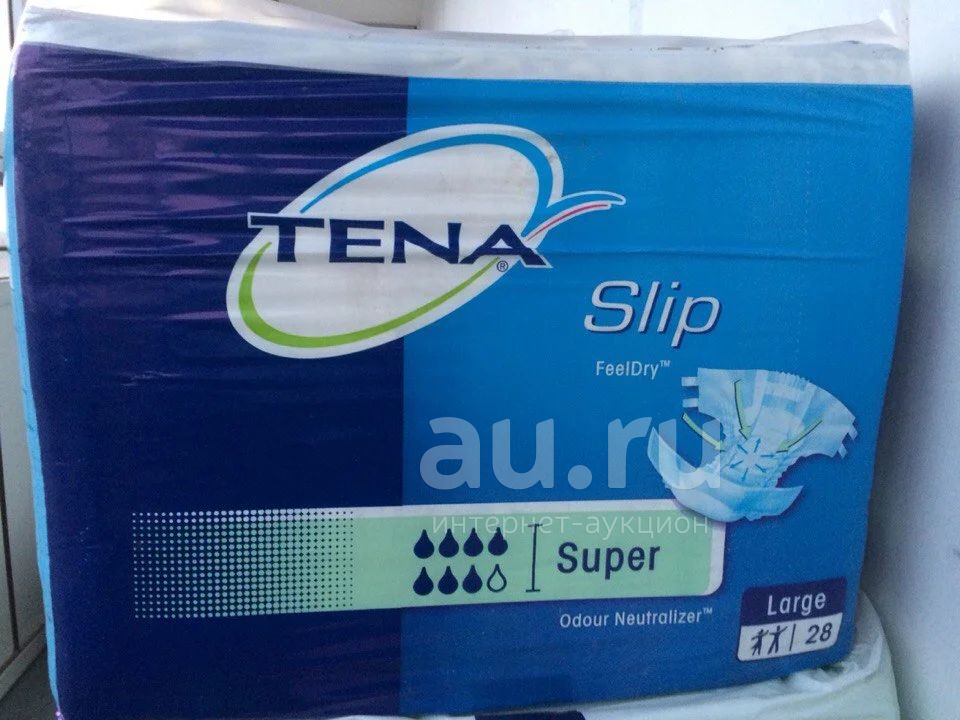 TENA®
Slip
FeelDry™
au.ru
интернет-аукцион
Super
Odour Neutralizer™
Large
28